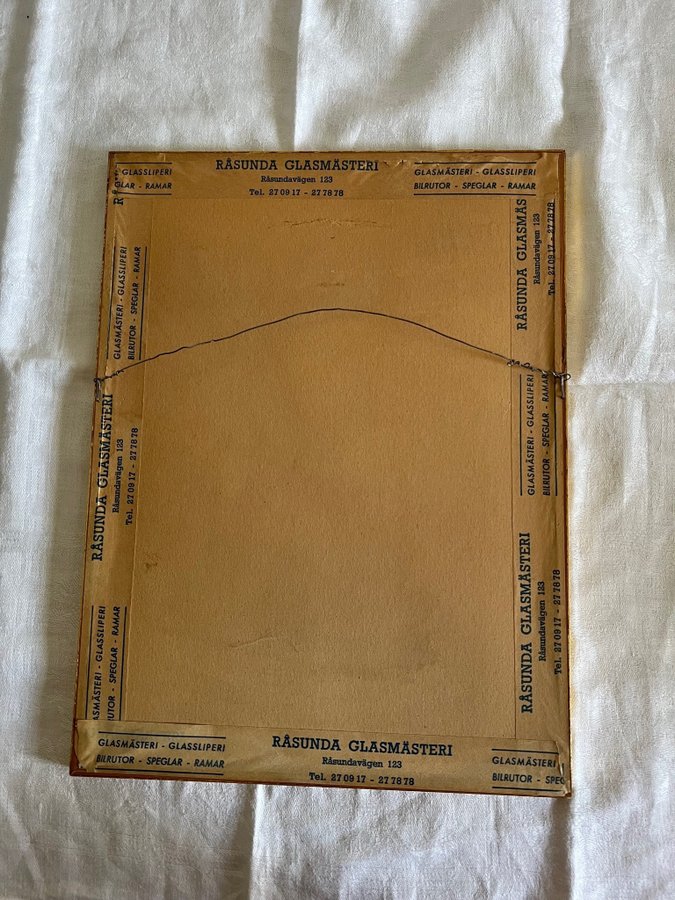 GLASSLIPERI
GLAR - RAMAR
RÅSUNDA GLASMÄSTERI
Råsundavägen 123
Tel. 27 09 17 - 27 78 78
GLASMÄSTERI - GLASSLIPERI
BILRUTOR - SPEGLAR - RAMAR
GLASMÄSTERI - GLASSLIPERI
BILRUTOR - SPEGLAR - RAMAR
RÅSUNDA GLASMÄSTERI
Råsundavägen 123
Tel. 27 09 17 - 27 78 78
ASMÄSTERI - GLASSLIPERI
UTOR - SPEGLAR - RAMAR
RÅSUNDA GLASMÄS
Råsundavägen 123
Tel. 27 09 17 - 27 78 78
GLASMÄSTERI - GLASSLIPERI
BILRUTOR - SPEGLAR - RAMAR
RÅSUNDA GLASMÄSTERI
Råsundavägen 123
Tel. 27 09 17 - 27 78 78
GLASMÄSTERI - GLASSLIPERI
BILRUTOR - SPEGLAR - RAMAR
RÅSUNDA GLASMÄSTERI
Råsundavägen 123
Tel. 27 09 17 - 27 78 78
GLASMÄSTERI
BILRUTOR - SPEG